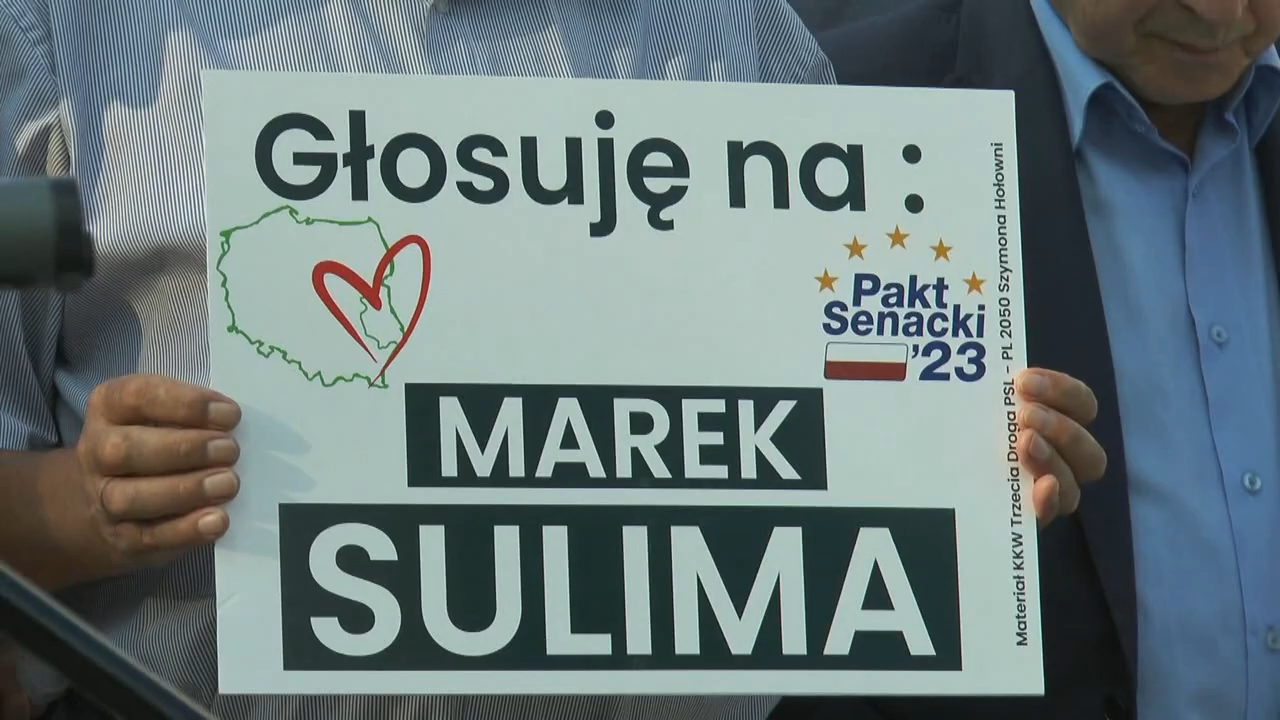 Głosuję na :
Pakt
Senacki
'23
MAREK
SULIMA
Materiał KKW Trzecia Droga PSL - PL 2050 Szymona Hołowni